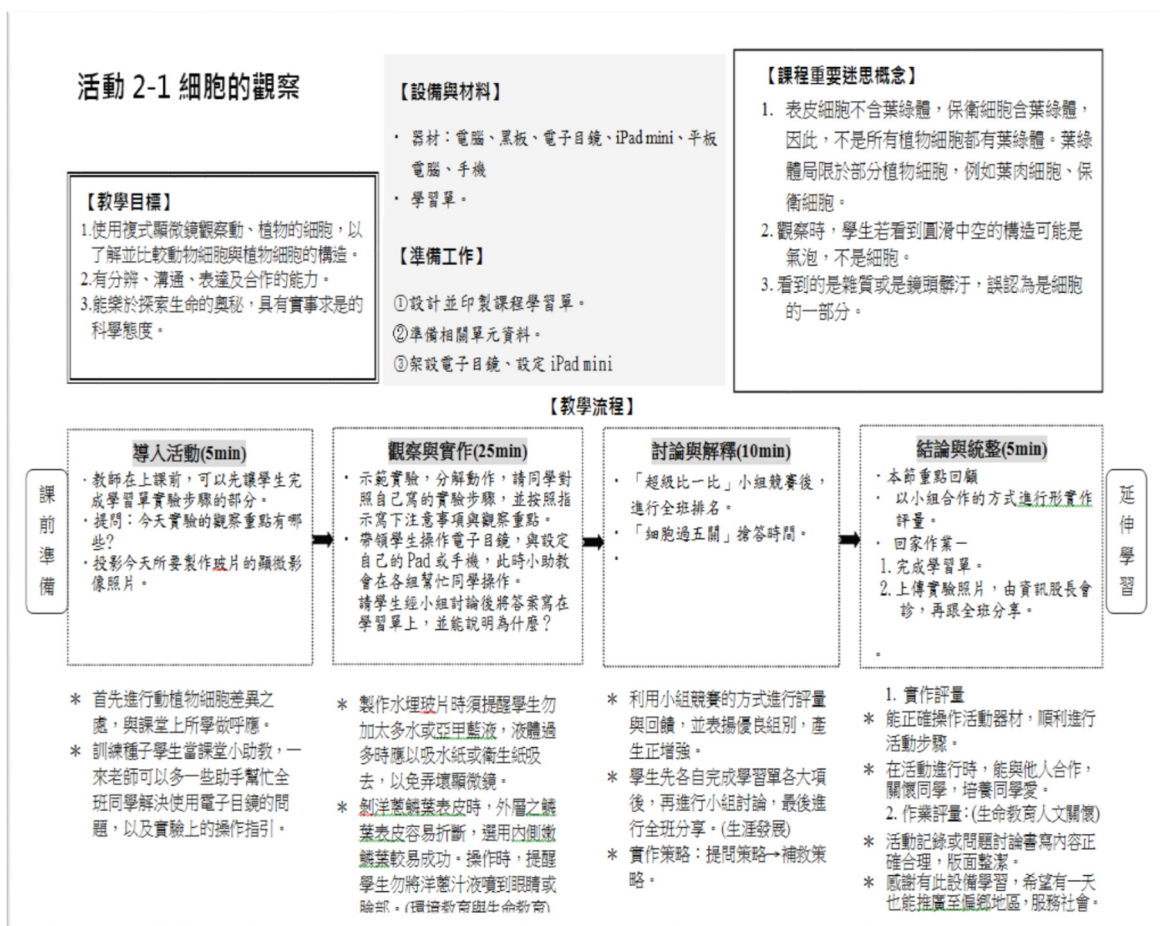 活動 2-1 細胞的觀察
【教學目標】
1.使用複式顯微鏡觀察動、植物的細胞，以
了解並比較動物細胞與植物細胞的構造。
2.有分辨、溝通、表達及合作的能力。
3.能樂於探索生命的奧秘，具有實事求是的
科學態度。
【設備與材料】
· 器材：電腦、黑板、電子目鏡、iPad mini、平板
電腦、手機
· 學習單。
【準備工作】
①設計並印製課程學習單。
②準備相關單元資料。
③架設電子目鏡、設定 iPad mini
【課程重要迷思概念】
1. 表皮細胞不含葉綠體，保衛細胞含葉綠體，
因此，不是所有植物細胞都有葉綠體。葉綠
體局限於部分植物細胞，例如葉肉細胞、保
衛細胞。
2. 觀察時，學生若看到圓滑中空的構造可能是
氣泡，不是細胞。
3. 看到的是雜質或是鏡頭髒汙，誤認為是細胞
的一部分。
【教學流程】
課前準備
導入活動(5min)
· 教師在上課前，可以先讓學生完
成學習單實驗步驟的部分。
· 提問：今天實驗的觀察重點有哪
些？
· 投影今天所要製作玻片的顯微影
像照片。
觀察與實作(25min)
· 示範實驗，分解動作，請同學對
照自己寫的實驗步驟，並按照指
示寫下注意事項與觀察重點。
· 帶領學生操作電子目鏡，與設定
自己的 Pad 或手機，此時小助教
會在各組幫忙同學操作。
請學生經小組討論後將答案寫在
學習單上，並能說明為什麼？
討論與解釋(10min)
· 「超級比一比」小組競賽後，
進行全班排名。
· 「細胞過五關」搶答時間。
·
結論與統整(5min)
· 本節重點回顧
· 以小組合作的方式進行形實作
評量。
· 回家作業－
1. 完成學習單。
2. 上傳實驗照片，由資訊股長會
診，再跟全班分享。
。
延伸學習
＊ 首先進行動植物細胞差異之
處，與課堂上所學做呼應。
＊ 訓練種子學生當課堂小助教，一
來老師可以多一些助手幫忙全
班同學解決使用電子目鏡的問
題，以及實驗上的操作指引。
＊ 製作水埋玻片時須提醒學生勿
加太多水或亞甲藍液，液體過
多時應以吸水紙或衛生紙吸
去，以免弄壞顯微鏡。
＊ 剝洋蔥鱗葉表皮時，外層之鱗
葉表皮容易折斷，選用內側嫩
鱗葉較易成功。操作時，提醒
學生勿將洋蔥汁液噴到眼睛或
臉部。(環境教育與生命教育)
＊ 利用小組競賽的方式進行評量
與回饋，並表揚優良組別，產
生正增強。
＊ 學生先各自完成學習單各大項
後，再進行小組討論，最後進
行全班分享。(生涯發展)
＊ 實作策略：提問策略→補救策
略。
1. 實作評量
＊ 能正確操作活動器材，順利進行
活動步驟。
＊ 在活動進行時，能與他人合作，
關懷同學，培養同學愛。
2. 作業評量：(生命教育人文關懷)
＊ 活動記錄或問題討論書寫內容正
確合理，版面整潔。
＊ 感謝有此設備學習，希望有一天
也能推廣至偏鄉地區，服務社會。